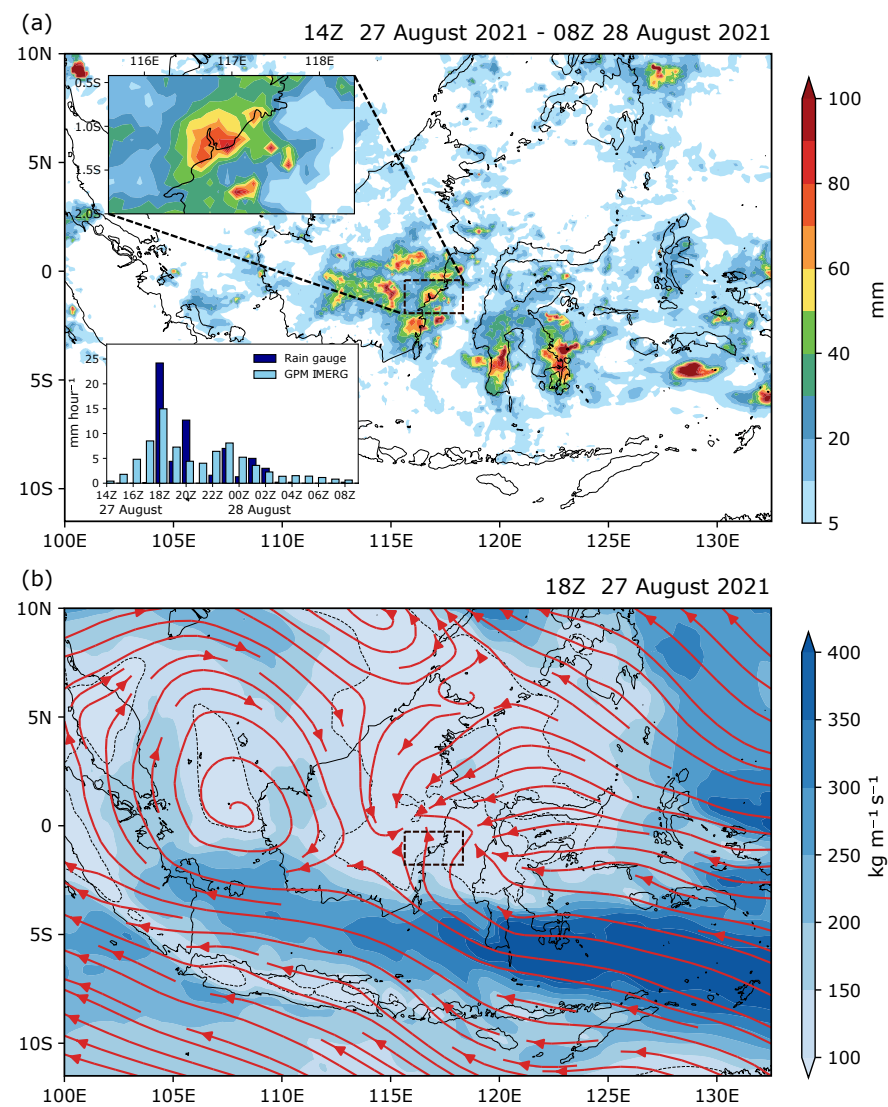 (a)
14Z 27 August 2021 - 08Z 28 August 2021
10N
5N
0
5S
10S
100E 105E 110E 115E 120E 125E 130E
116E 117E 118E
0.5S
1.0S
1.5S
2.0S
Rain gauge
GPM IMERG
mm hour⁻¹
25
20
15
10
5
0
14Z 16Z 18Z 20Z 22Z 00Z 02Z 04Z 06Z 08Z
27 August 28 August
100
80
60
40
20
5
mm
(b)
18Z 27 August 2021
10N
5N
0
5S
10S
100E 105E 110E 115E 120E 125E 130E
400
350
300
250
200
150
100
kg m⁻¹ s⁻¹